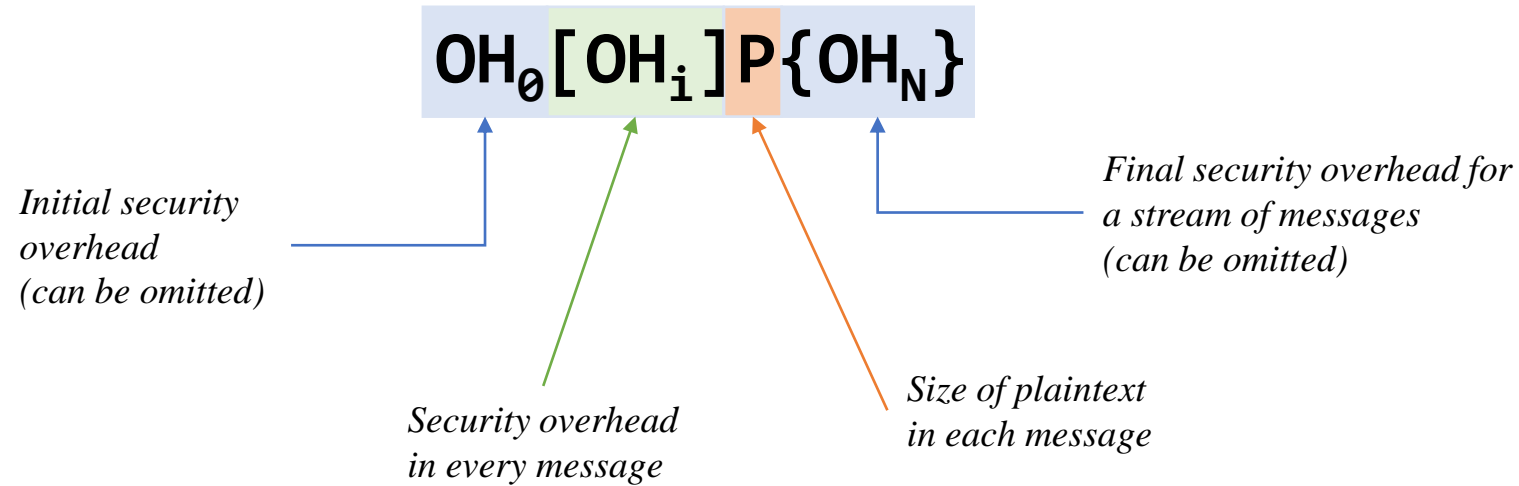 OH₀[OHᵢ]P{OH_N}
Initial security
overhead
(can be omitted)
Final security overhead for
a stream of messages
(can be omitted)
Security overhead
in every message
Size of plaintext
in each message